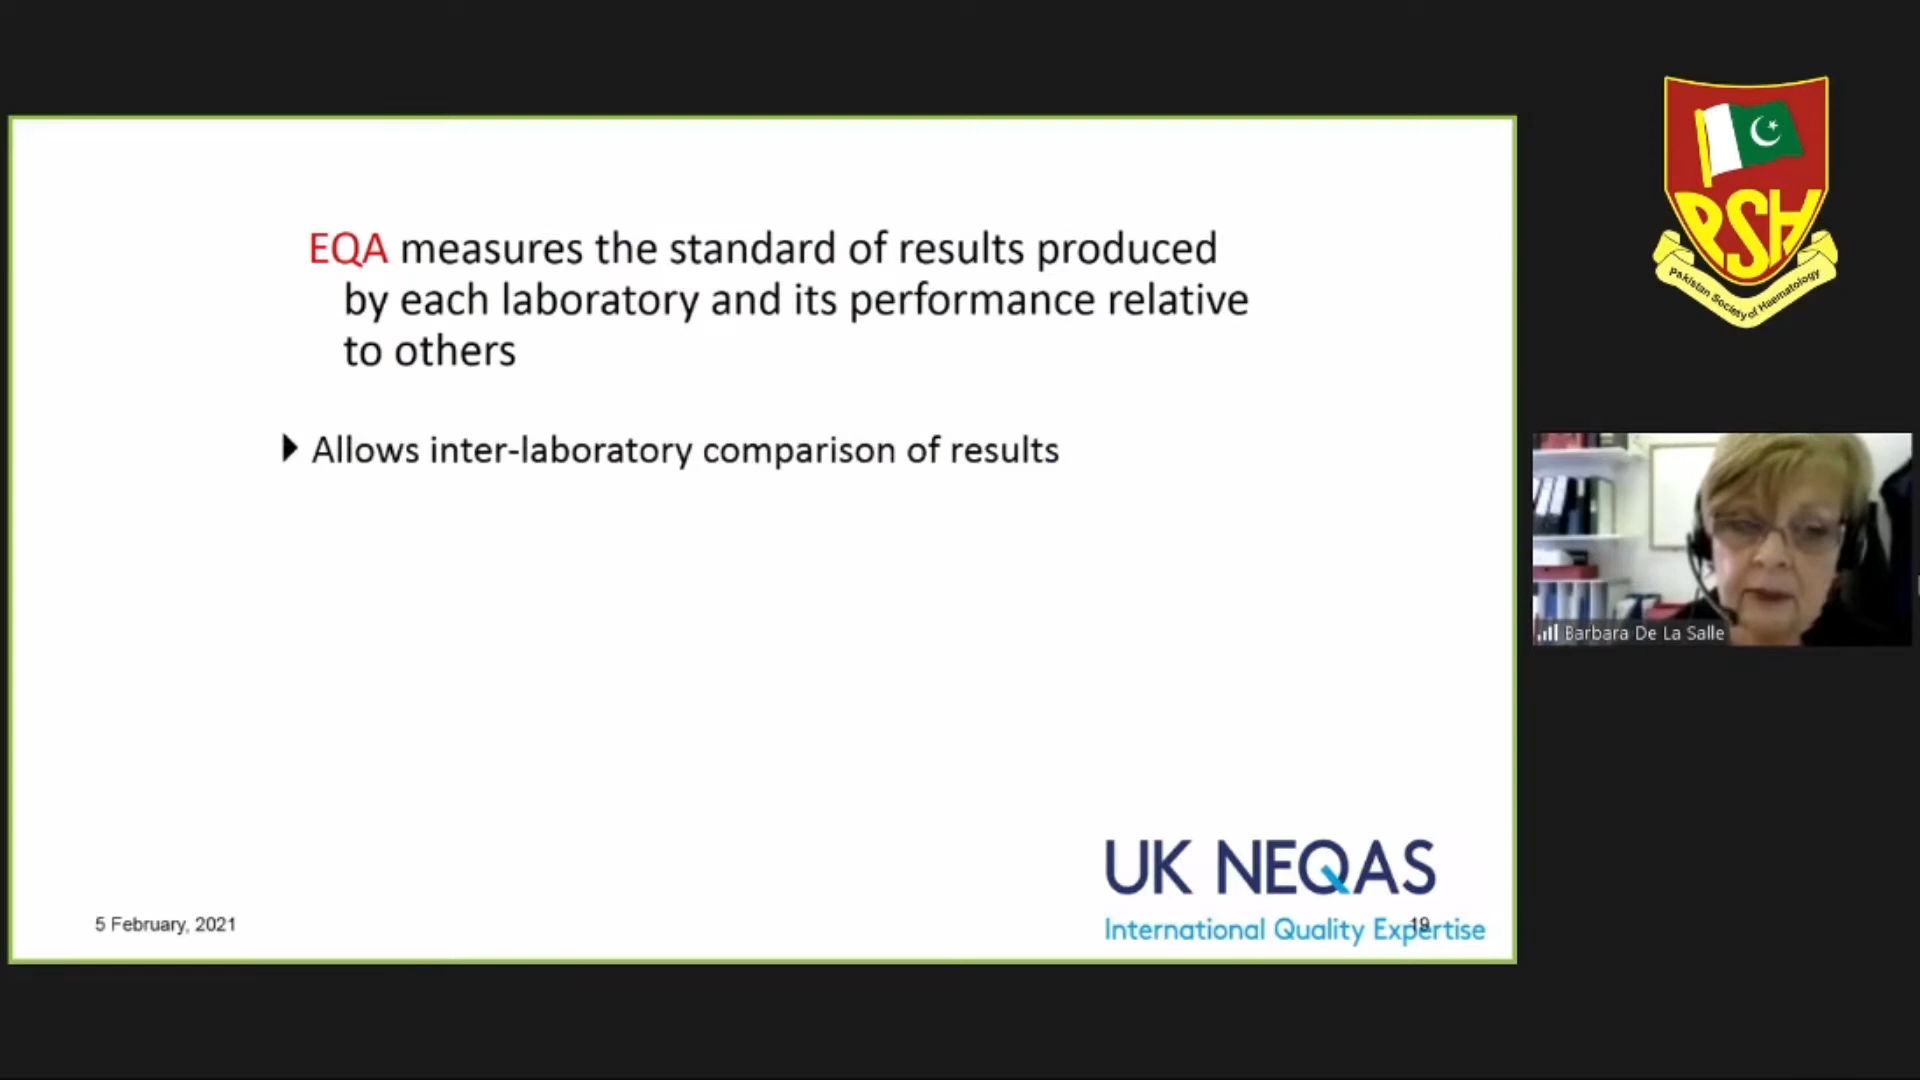 EQA measures the standard of results produced
by each laboratory and its performance relative
to others
Allows inter-laboratory comparison of results
5 February, 2021
UK NEQAS
International Quality Expertise
19
PSH
Pakistan Society of Haematology
Barbara De La Salle